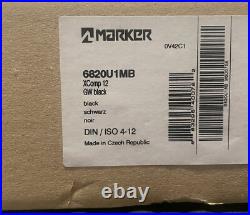 MARKER
0V42C1
6820U1MB
XComp 12
GW black
black
schwarz
noir
DIN / ISO 4-12
Made in Czech Republic